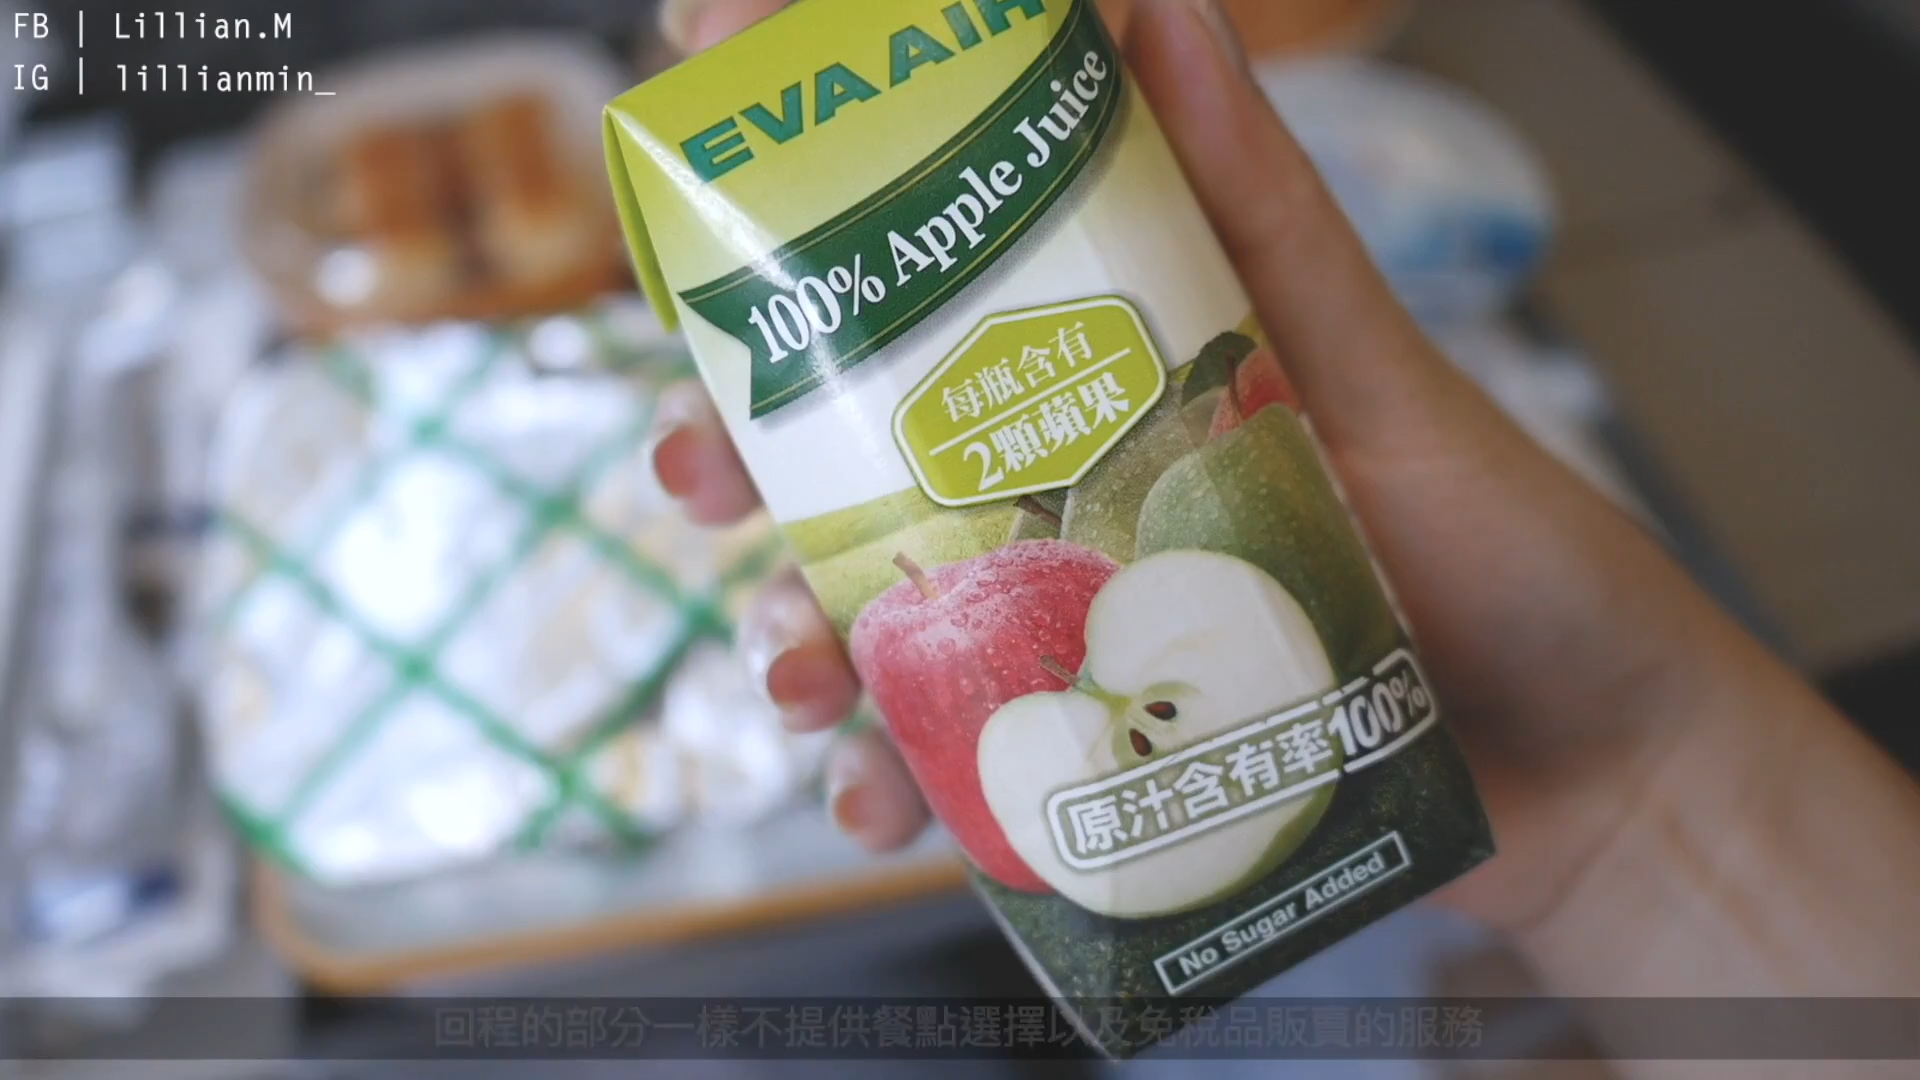 FB | Lillian.M
IG | lillianmin_
EVA AIR
100% Apple Juice
每瓶含有
2顆蘋果
原汁含有率100%
No Sugar Added
回程的部分一樣不提供餐點選擇以及免稅品販賣的服務